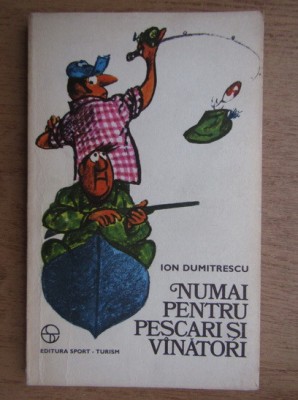 ION DUMITRESCU
NUMAI
PENTRU
PESCARI ȘI
VÎNĂTORI
EDITURA SPORT - TURISM